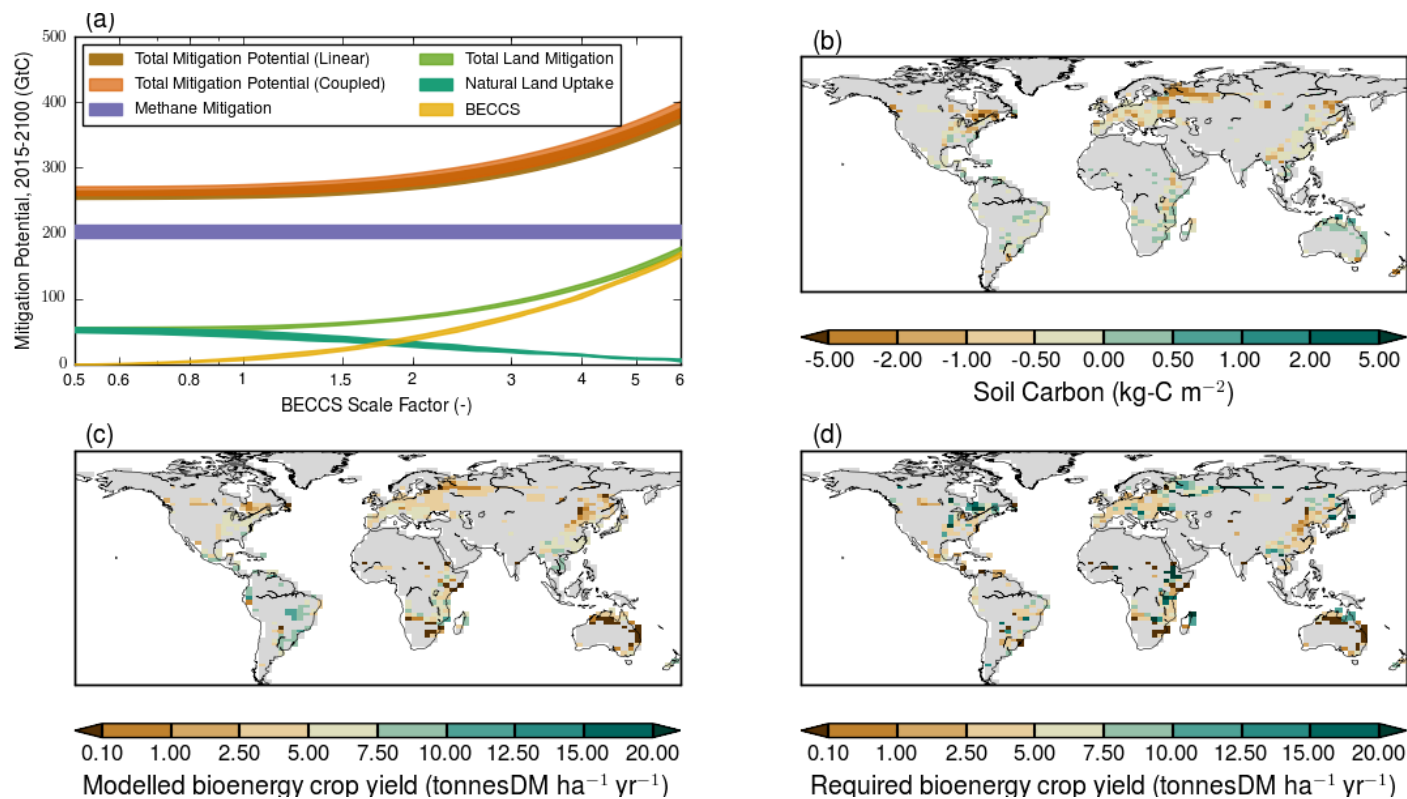 (a)
500
400
300
200
100
0
Mitigation Potential, 2015-2100 (GtC)
Total Mitigation Potential (Linear)
Total Mitigation Potential (Coupled)
Methane Mitigation
Total Land Mitigation
Natural Land Uptake
BECCS
0.5 0.6 0.8 1 1.5 2 3 4 5 6
BECCS Scale Factor (-)
(b)
-5.00 -2.00 -1.00 -0.50 0.00 0.50 1.00 2.00 5.00
Soil Carbon (kg-C m⁻²)
(c)
0.10 1.00 2.50 5.00 7.50 10.00 15.00 20.00
Modelled bioenergy crop yield (tonnesDM ha⁻¹ yr⁻¹)
(d)
0.10 1.00 2.50 5.00 7.50 10.00 15.00 20.00
Required bioenergy crop yield (tonnesDM ha⁻¹ yr⁻¹)